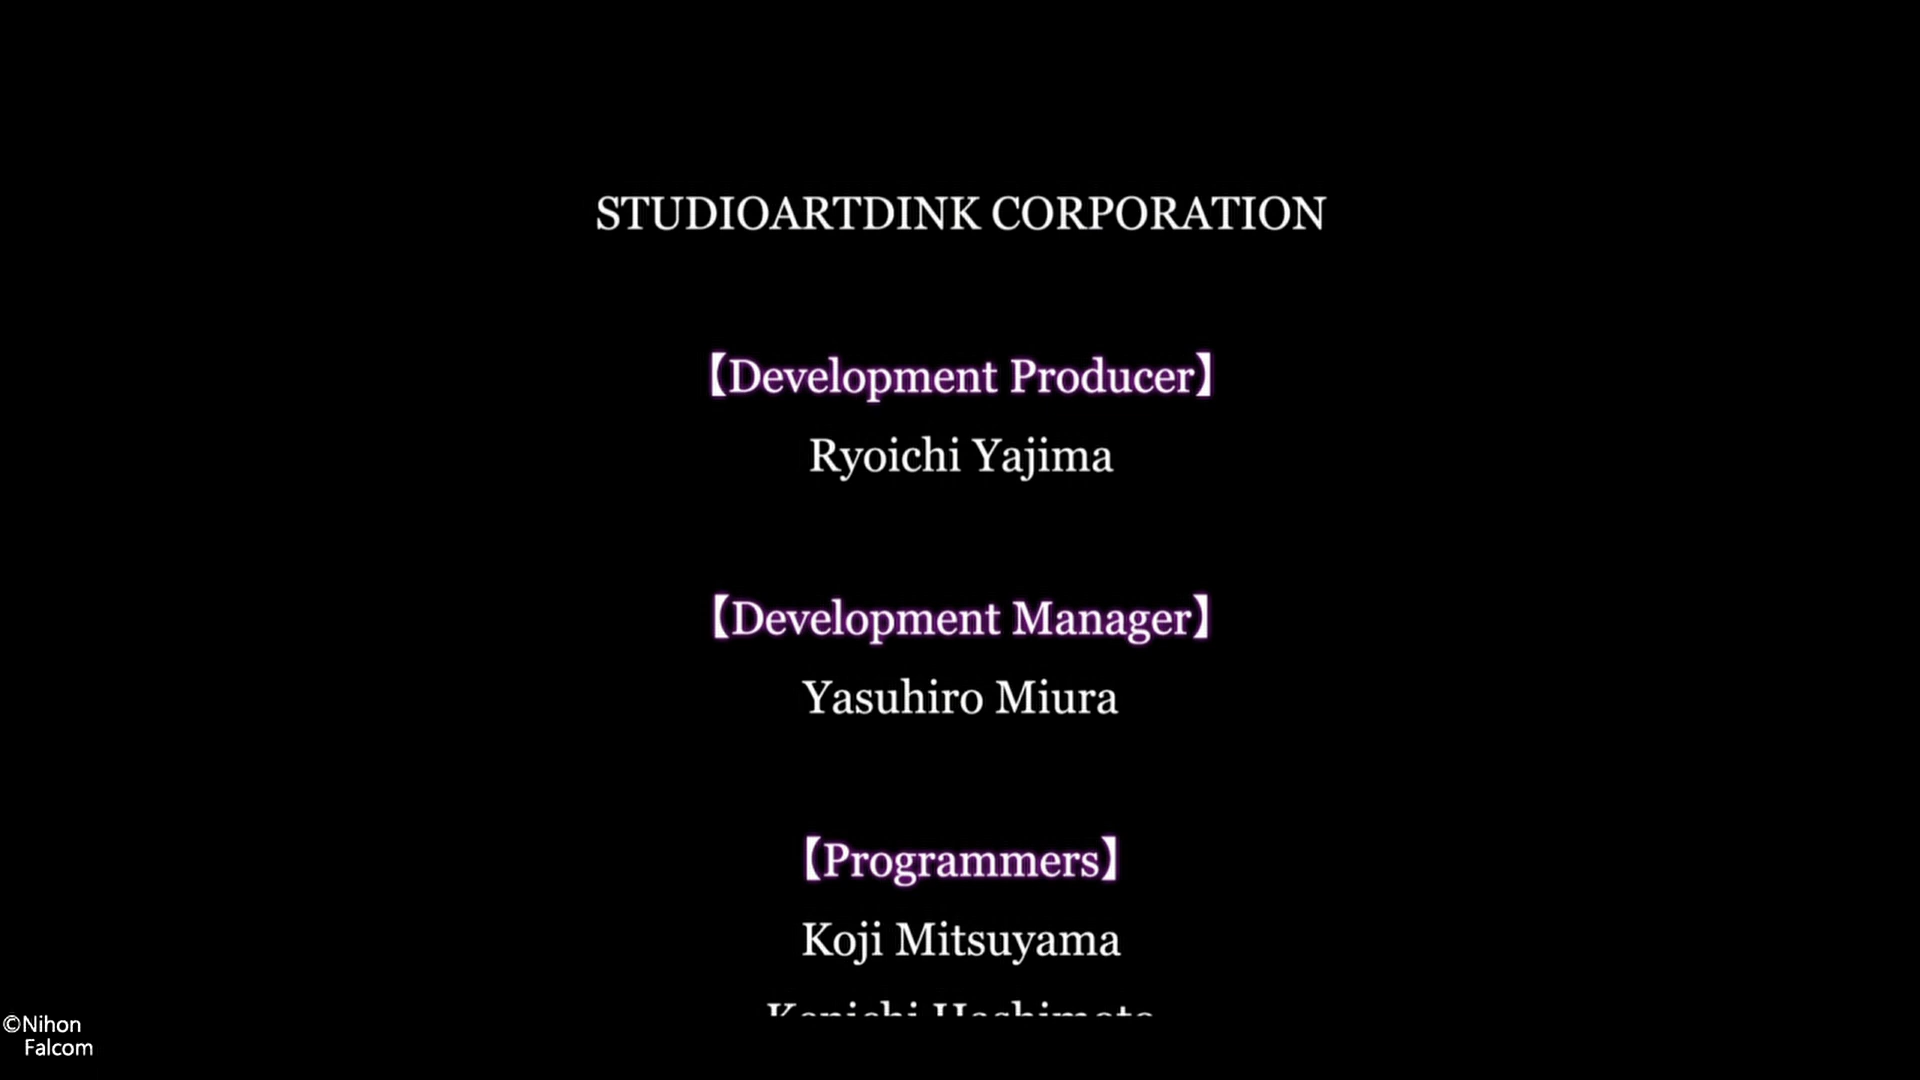 STUDIOARTDINK CORPORATION
【Development Producer】
Ryoichi Yajima
【Development Manager】
Yasuhiro Miura
【Programmers】
Koji Mitsuyama
©Nihon
Falcom